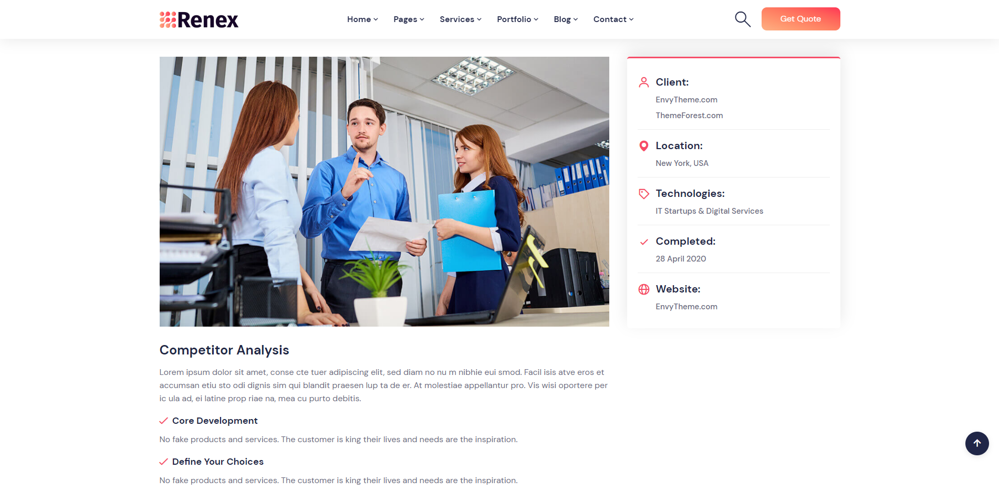 Renex
Home Pages Services Portfolio Blog Contact
Get Quote
Client:
EnvyTheme.com
ThemeForest.com
Location:
New York, USA
Technologies:
IT Startups & Digital Services
Completed:
28 April 2020
Website:
EnvyTheme.com
Competitor Analysis
Lorem ipsum dolor sit amet, conse cte tuer adipiscing elit, sed diam no nu m nibhie eui smod. Facil isis atve eros et
accumsan etiu sto odi dignis sim qui blandit praesen lup ta de er. At molestiae appellantur pro. Vis wisi oportere per
ic ula ad, ei latine prop riae na, mea cu purto debitis.
Core Development
No fake products and services. The customer is king their lives and needs are the inspiration.
Define Your Choices
No fake products and services. The customer is king their lives and needs are the inspiration.